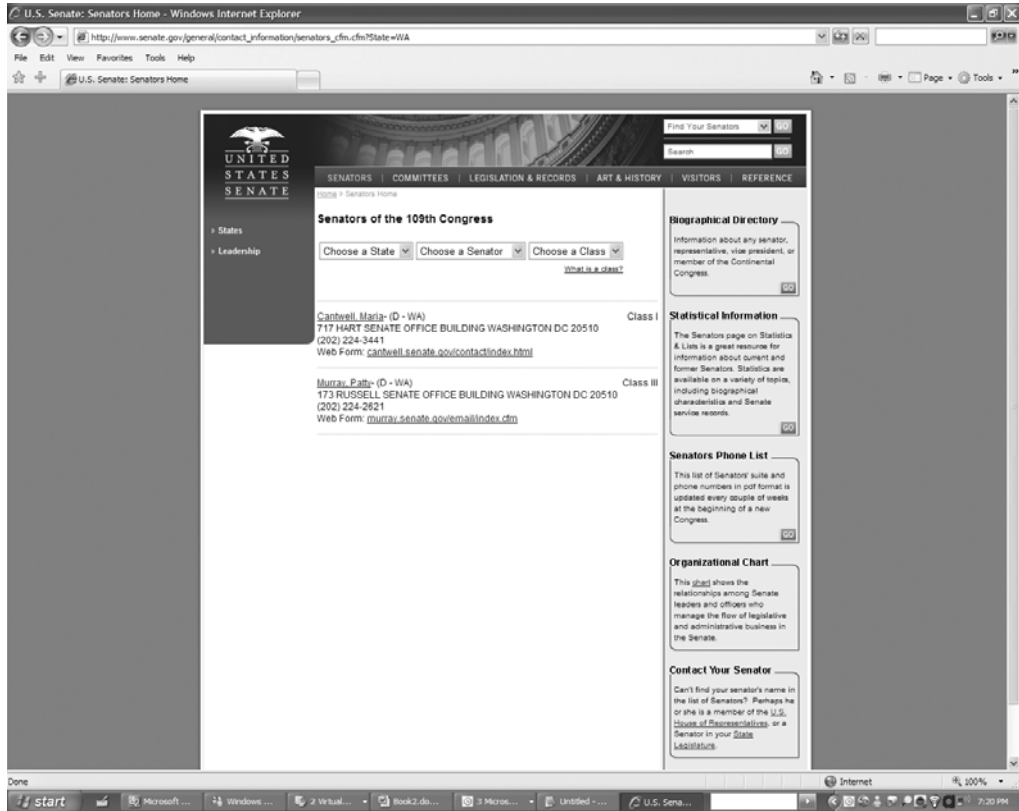 U.S. Senate: Senators Home - Windows Internet Explorer
http://www.senate.gov/general/contact_information/senators_cfm.cfm?State=WA
File Edit View Favorites Tools Help
U.S. Senate: Senators Home
Page Tools
UNITED
STATES
SENATE
Find Your Senators GO
Search GO
SENATORS | COMMITTEES | LEGISLATION & RECORDS | ART & HISTORY | VISITORS | REFERENCE
States
Leadership
Home > Senators Home
Senators of the 109th Congress
Choose a State Choose a Senator Choose a Class
What is a class?
Cantwell, Maria- (D - WA) Class I
717 HART SENATE OFFICE BUILDING WASHINGTON DC 20510
(202) 224-3441
Web Form: cantwell.senate.gov/contact/index.html
Murray, Patty- (D - WA) Class III
173 RUSSELL SENATE OFFICE BUILDING WASHINGTON DC 20510
(202) 224-2621
Web Form: murray.senate.gov/email/index.cfm
Biographical Directory
Information about any senator,
representative, vice president, or
member of the Continental
Congress.
GO
Statistical Information
The Senators page on Statistics
& Lists is a great resource for
information about current and
former Senators. Statistics are
available on a variety of topics,
including biographical
characteristics and Senate
service records.
GO
Senators Phone List
This list of Senators' suite and
phone numbers in pdf format is
updated every couple of weeks
at the beginning of a new
Congress.
GO
Organizational Chart
This chart shows the
relationships among Senate
leaders and officers who
manage the flow of legislative
and administrative business in
the Senate.
Contact Your Senator
Can't find your senator's name in
the list of Senators? Perhaps he
or she is a member of the U.S.
House of Representatives, or a
Senator in your State
Legislature.
Done Internet 100%
start Microsoft ... Windows ... 2 Virtual... Book2.do... 3 Micros... Untitled - ... U.S. Sena... 7:20 PM